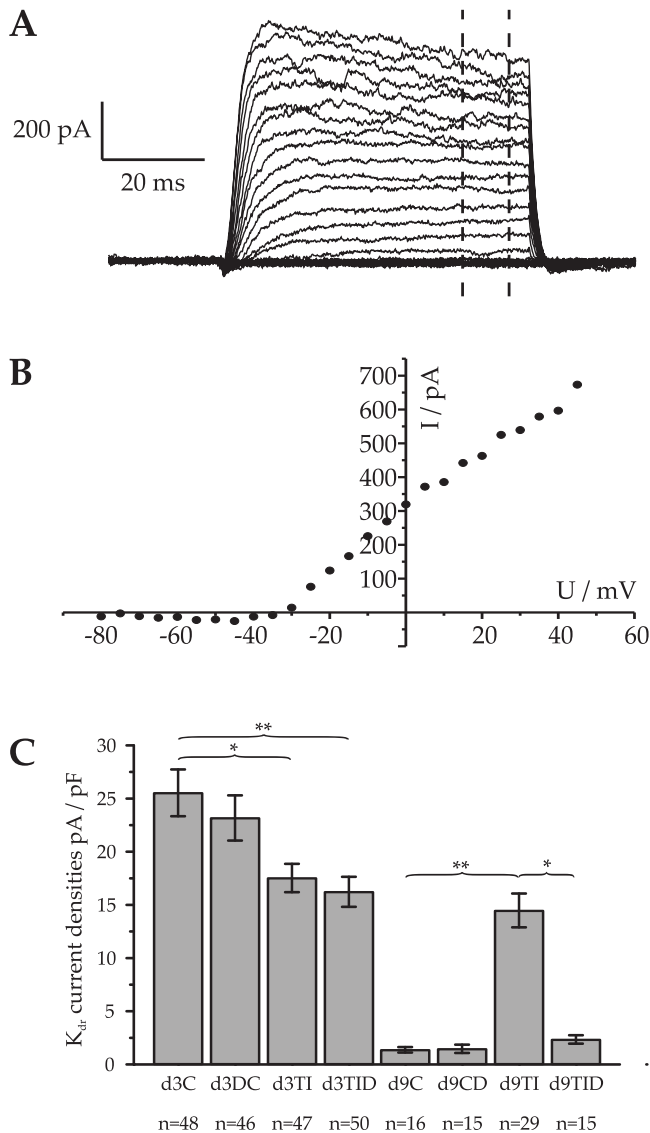 A
200 pA
20 ms
B
700
600
500
400
300
200
100
I / pA
U / mV
-80 -60 -40 -20 20 40 60
C
K_dr current densities pA / pF
30
25
20
15
10
5
0
**
*
** *
d3C d3DC d3TI d3TID d9C d9CD d9TI d9TID
n=48 n=46 n=47 n=50 n=16 n=15 n=29 n=15